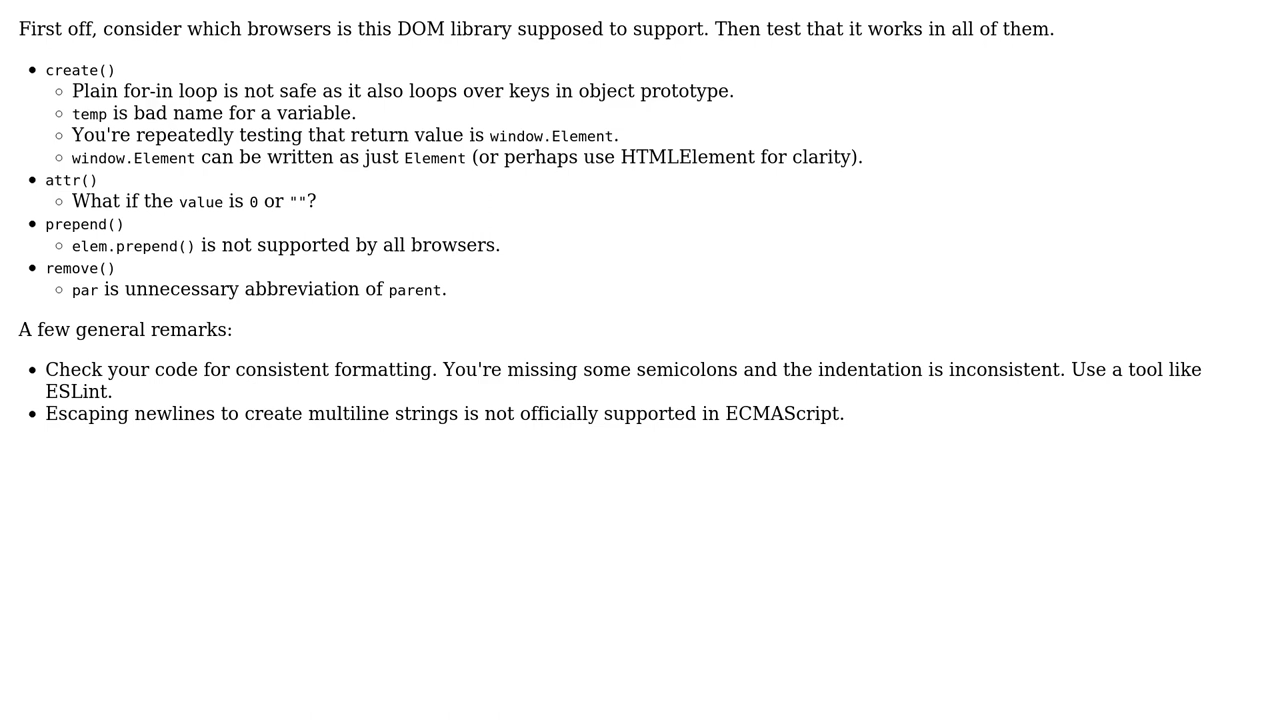 First off, consider which browsers is this DOM library supposed to support. Then test that it works in all of them.
create()
Plain for-in loop is not safe as it also loops over keys in object prototype.
temp is bad name for a variable.
You're repeatedly testing that return value is window.Element.
window.Element can be written as just Element (or perhaps use HTMLElement for clarity).
attr()
What if the value is 0 or ""?
prepend()
elem.prepend() is not supported by all browsers.
remove()
par is unnecessary abbreviation of parent.
A few general remarks:
Check your code for consistent formatting. You're missing some semicolons and the indentation is inconsistent. Use a tool like
ESLint.
Escaping newlines to create multiline strings is not officially supported in ECMAScript.